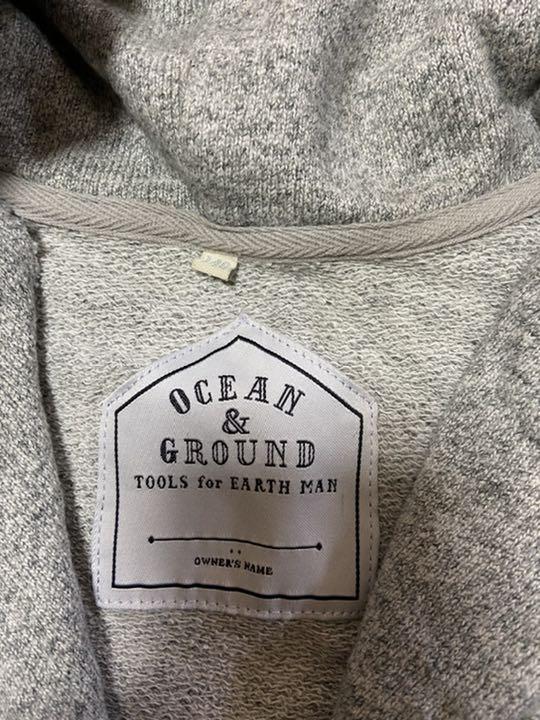 OCEAN
&
GROUND
TOOLS for EARTH MAN
OWNER'S NAME